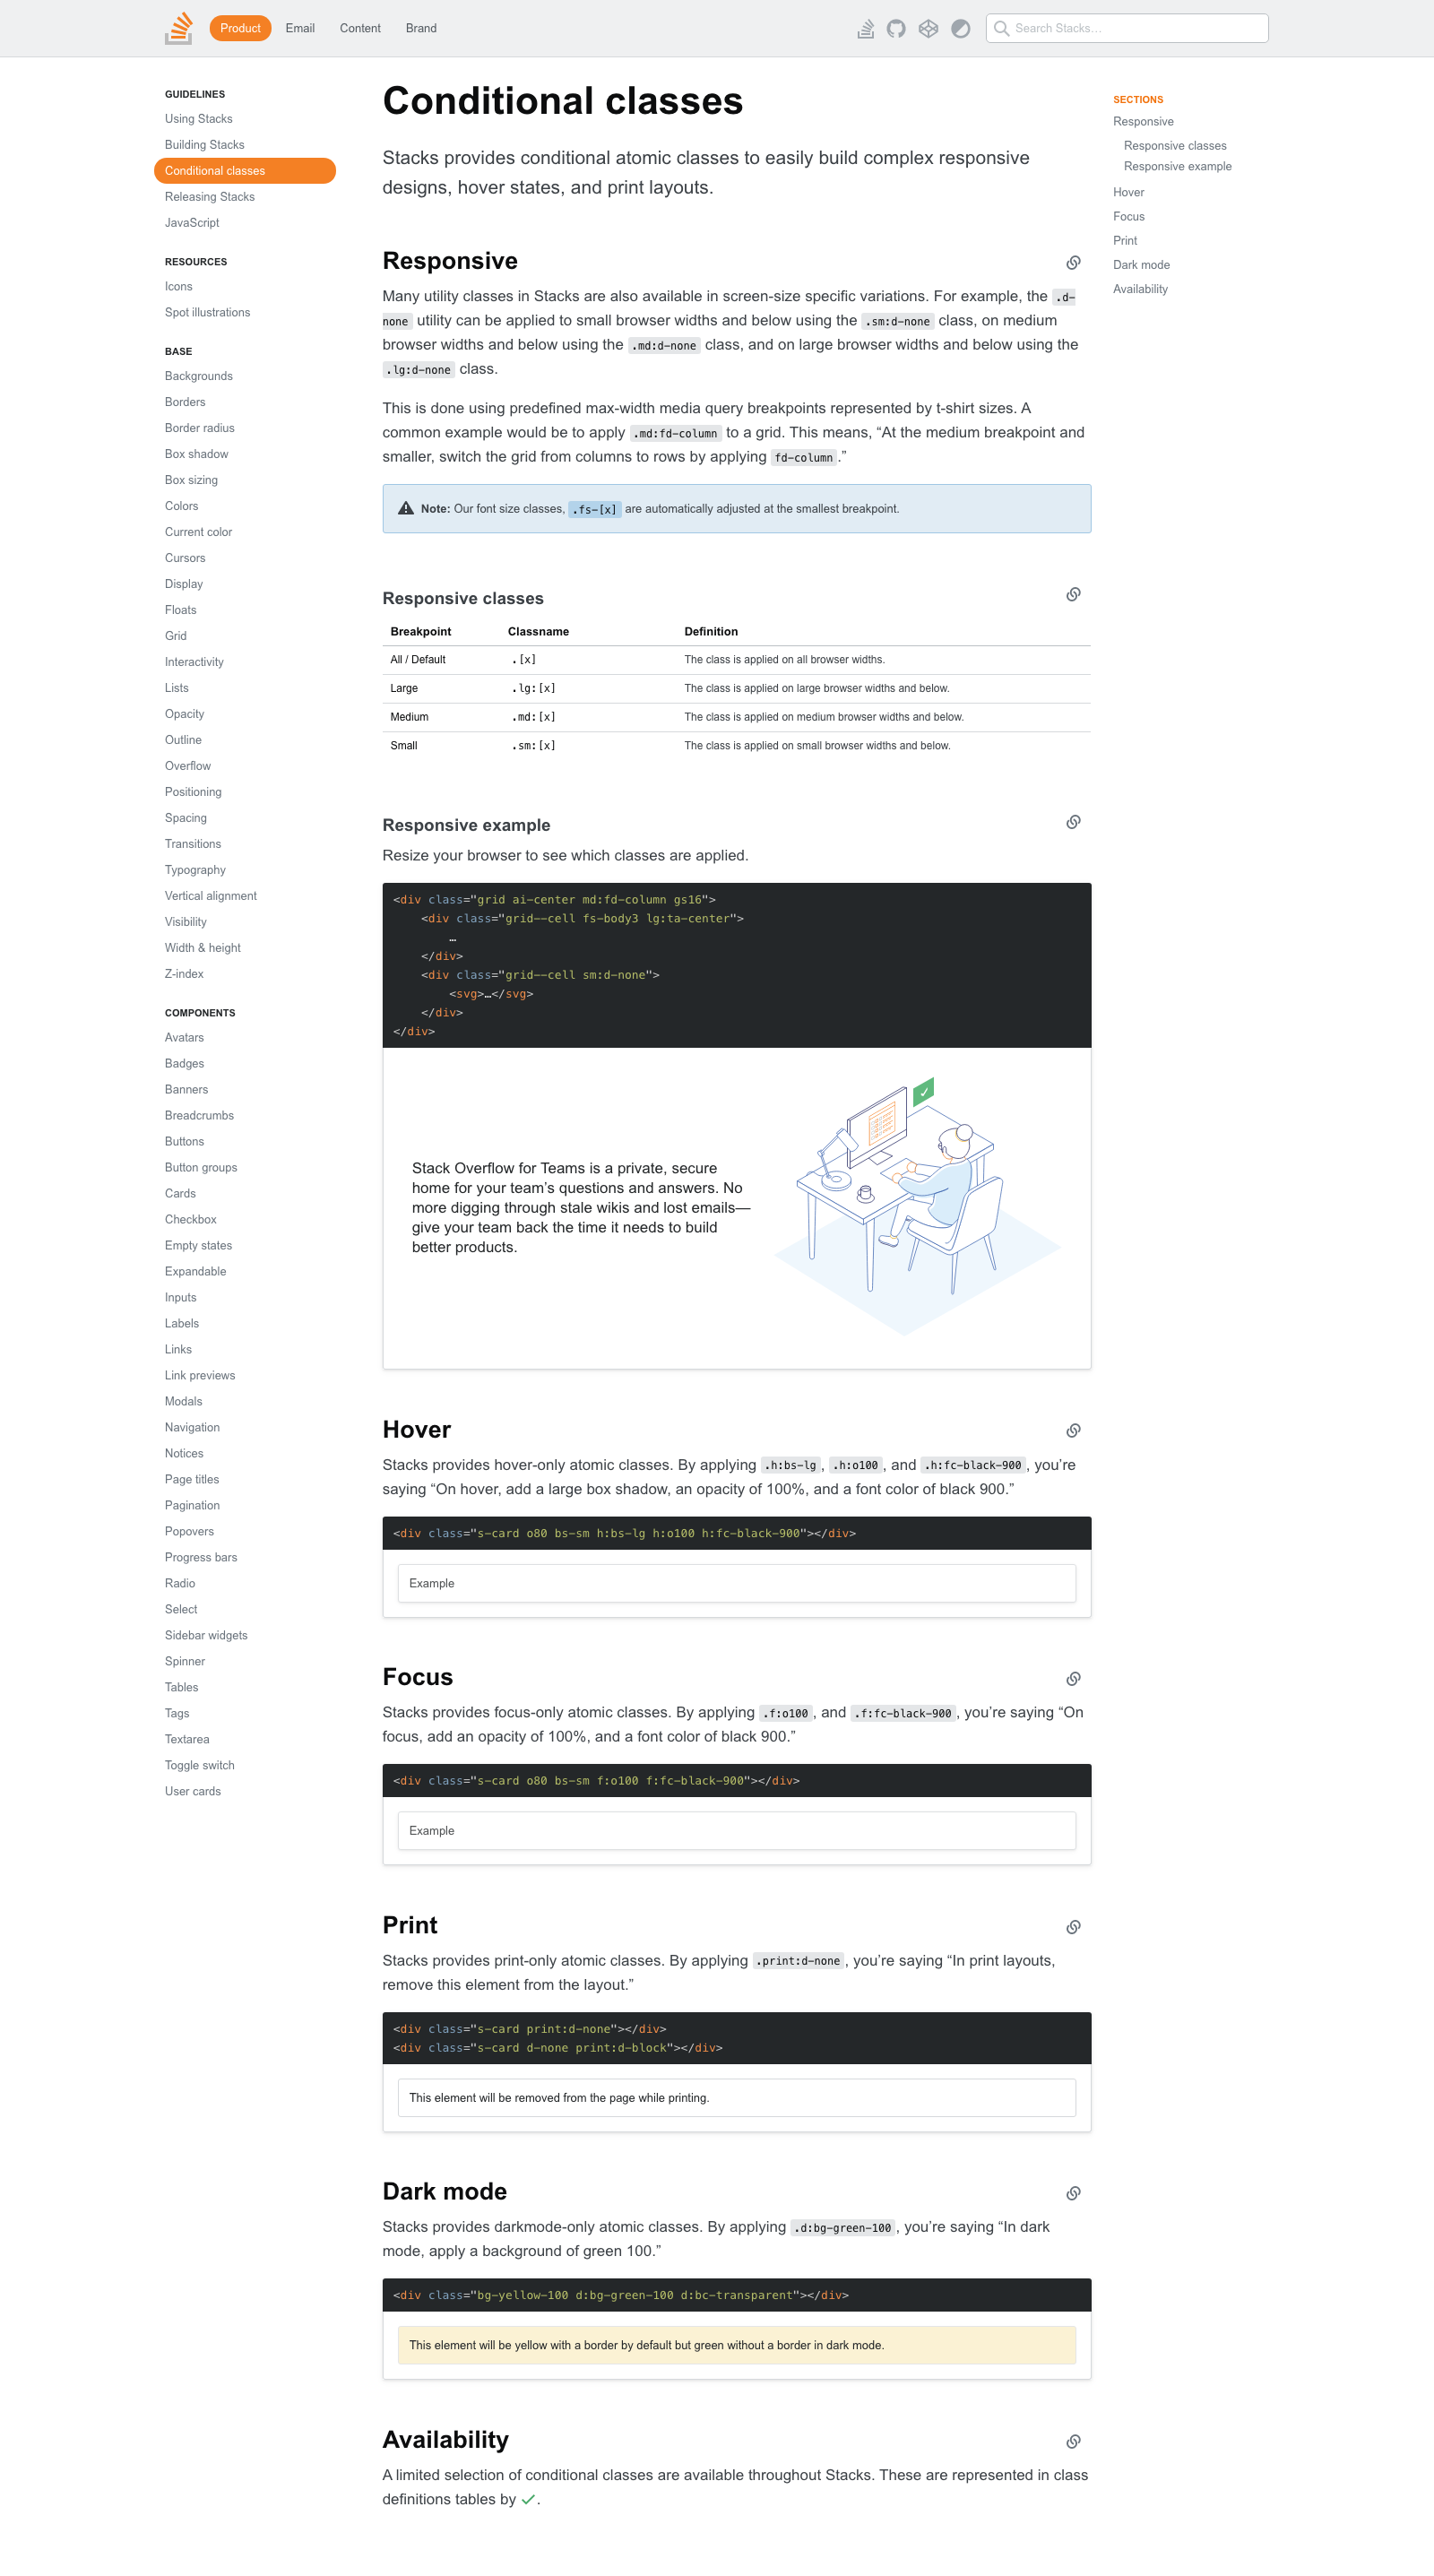 Product
Email
Content
Brand
Search Stacks…
GUIDELINES
Using Stacks
Building Stacks
Conditional classes
Releasing Stacks
JavaScript
RESOURCES
Icons
Spot illustrations
BASE
Backgrounds
Borders
Border radius
Box shadow
Box sizing
Colors
Current color
Cursors
Display
Floats
Grid
Interactivity
Lists
Opacity
Outline
Overflow
Positioning
Spacing
Transitions
Typography
Vertical alignment
Visibility
Width & height
Z-index
COMPONENTS
Avatars
Badges
Banners
Breadcrumbs
Buttons
Button groups
Cards
Checkbox
Empty states
Expandable
Inputs
Labels
Links
Link previews
Modals
Navigation
Notices
Page titles
Pagination
Popovers
Progress bars
Radio
Select
Sidebar widgets
Spinner
Tables
Tags
Textarea
Toggle switch
User cards
Conditional classes
Stacks provides conditional atomic classes to easily build complex responsive
designs, hover states, and print layouts.
Responsive
Many utility classes in Stacks are also available in screen-size specific variations. For example, the .d-
none utility can be applied to small browser widths and below using the .sm:d-none class, on medium
browser widths and below using the .md:d-none class, and on large browser widths and below using the
.lg:d-none class.
This is done using predefined max-width media query breakpoints represented by t-shirt sizes. A
common example would be to apply .md:fd-column to a grid. This means, “At the medium breakpoint and
smaller, switch the grid from columns to rows by applying fd-column.”
Note: Our font size classes, .fs-[x] are automatically adjusted at the smallest breakpoint.
Responsive classes
Breakpoint Classname Definition
All / Default .[x] The class is applied on all browser widths.
Large .lg:[x] The class is applied on large browser widths and below.
Medium .md:[x] The class is applied on medium browser widths and below.
Small .sm:[x] The class is applied on small browser widths and below.
Responsive example
Resize your browser to see which classes are applied.
<div class="grid ai-center md:fd-column gs16">
<div class="grid--cell fs-body3 lg:ta-center">
…
</div>
<div class="grid--cell sm:d-none">
<svg>…</svg>
</div>
</div>
Stack Overflow for Teams is a private, secure
home for your team’s questions and answers. No
more digging through stale wikis and lost emails—
give your team back the time it needs to build
better products.
Hover
Stacks provides hover-only atomic classes. By applying .h:bs-lg, .h:o100, and .h:fc-black-900, you’re
saying “On hover, add a large box shadow, an opacity of 100%, and a font color of black 900.”
<div class="s-card o80 bs-sm h:bs-lg h:o100 h:fc-black-900"></div>
Example
Focus
Stacks provides focus-only atomic classes. By applying .f:o100, and .f:fc-black-900, you’re saying “On
focus, add an opacity of 100%, and a font color of black 900.”
<div class="s-card o80 bs-sm f:o100 f:fc-black-900"></div>
Example
Print
Stacks provides print-only atomic classes. By applying .print:d-none, you’re saying “In print layouts,
remove this element from the layout.”
<div class="s-card print:d-none"></div>
<div class="s-card d-none print:d-block"></div>
This element will be removed from the page while printing.
Dark mode
Stacks provides darkmode-only atomic classes. By applying .d:bg-green-100, you’re saying “In dark
mode, apply a background of green 100.”
<div class="bg-yellow-100 d:bg-green-100 d:bc-transparent"></div>
This element will be yellow with a border by default but green without a border in dark mode.
Availability
A limited selection of conditional classes are available throughout Stacks. These are represented in class
definitions tables by ✓.
SECTIONS
Responsive
Responsive classes
Responsive example
Hover
Focus
Print
Dark mode
Availability